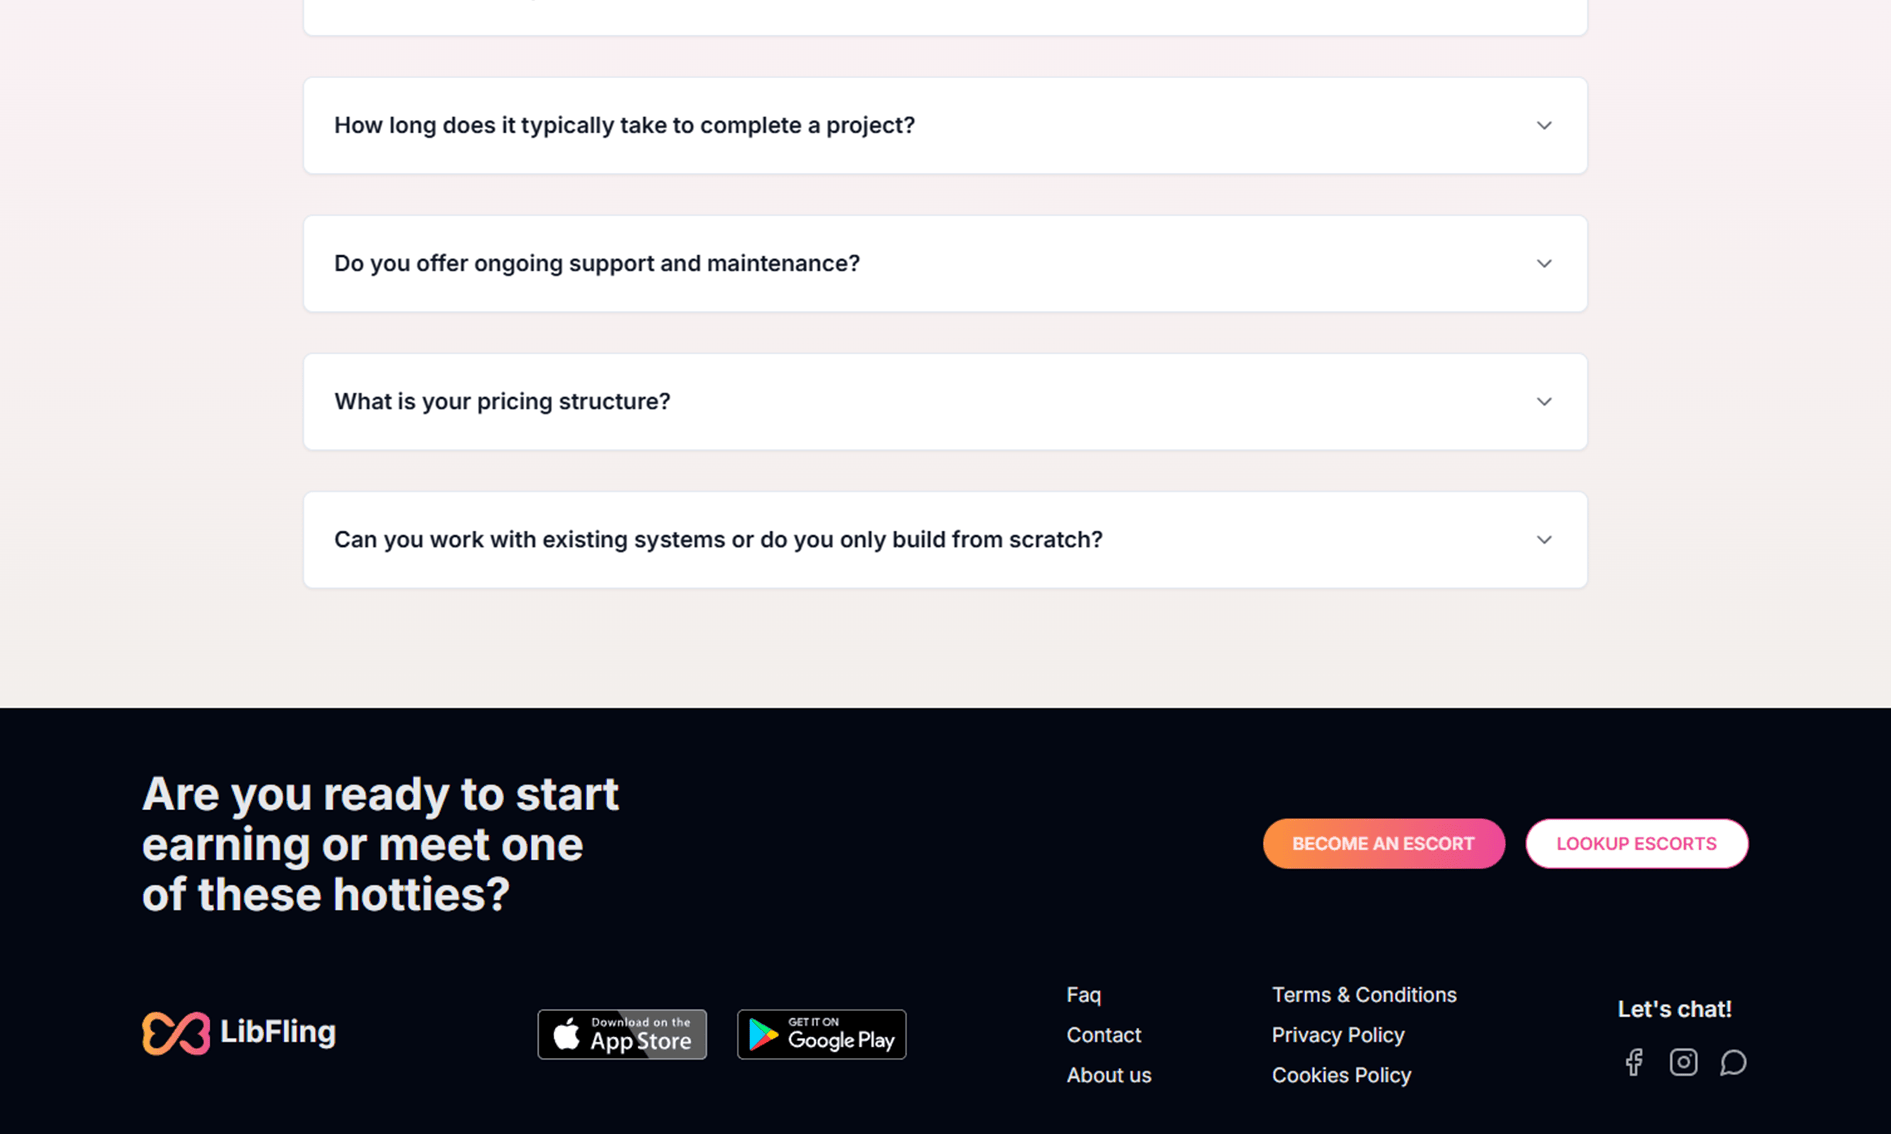 How long does it typically take to complete a project?
Do you offer ongoing support and maintenance?
What is your pricing structure?
Can you work with existing systems or do you only build from scratch?
Are you ready to start
earning or meet one
of these hotties?
BECOME AN ESCORT
LOOKUP ESCORTS
LibFling
Download on the
App Store
GET IT ON
Google Play
Faq
Contact
About us
Terms & Conditions
Privacy Policy
Cookies Policy
Let's chat!